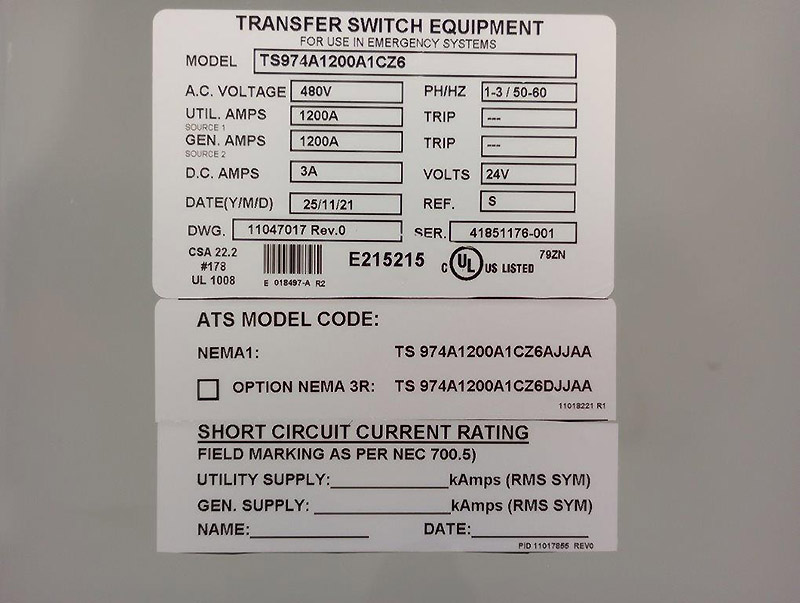 TRANSFER SWITCH EQUIPMENT
FOR USE IN EMERGENCY SYSTEMS
MODEL TS974A1200A1CZ6
A.C. VOLTAGE 480V PH/HZ 1-3 / 50-60
UTIL. AMPS 1200A TRIP ---
SOURCE 1
GEN. AMPS 1200A TRIP ---
SOURCE 2
D.C. AMPS 3A VOLTS 24V
DATE(Y/M/D) 25/11/21 REF. S
DWG. 11047017 Rev.0 SER. 41851176-001
CSA 22.2 #178 UL 1008
E 018497-A R2
E215215
C UL US LISTED 79ZN
ATS MODEL CODE:
NEMA1: TS 974A1200A1CZ6AJJAA
OPTION NEMA 3R: TS 974A1200A1CZ6DJJAA
11018221 R1
SHORT CIRCUIT CURRENT RATING
FIELD MARKING AS PER NEC 700.5)
UTILITY SUPPLY:__________kAmps (RMS SYM)
GEN. SUPPLY: ____________kAmps (RMS SYM)
NAME:__________ DATE:__________
PID 11017855 REV0